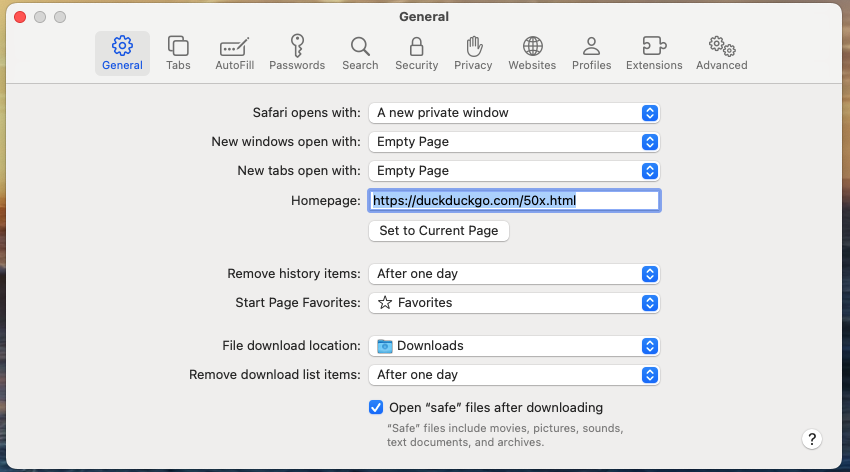 General
General Tabs AutoFill Passwords Search Security Privacy Websites Profiles Extensions Advanced
Safari opens with: A new private window
New windows open with: Empty Page
New tabs open with: Empty Page
Homepage: https://duckduckgo.com/50x.html
Set to Current Page
Remove history items: After one day
Start Page Favorites: Favorites
File download location: Downloads
Remove download list items: After one day
Open “safe” files after downloading
“Safe” files include movies, pictures, sounds,
text documents, and archives.
?